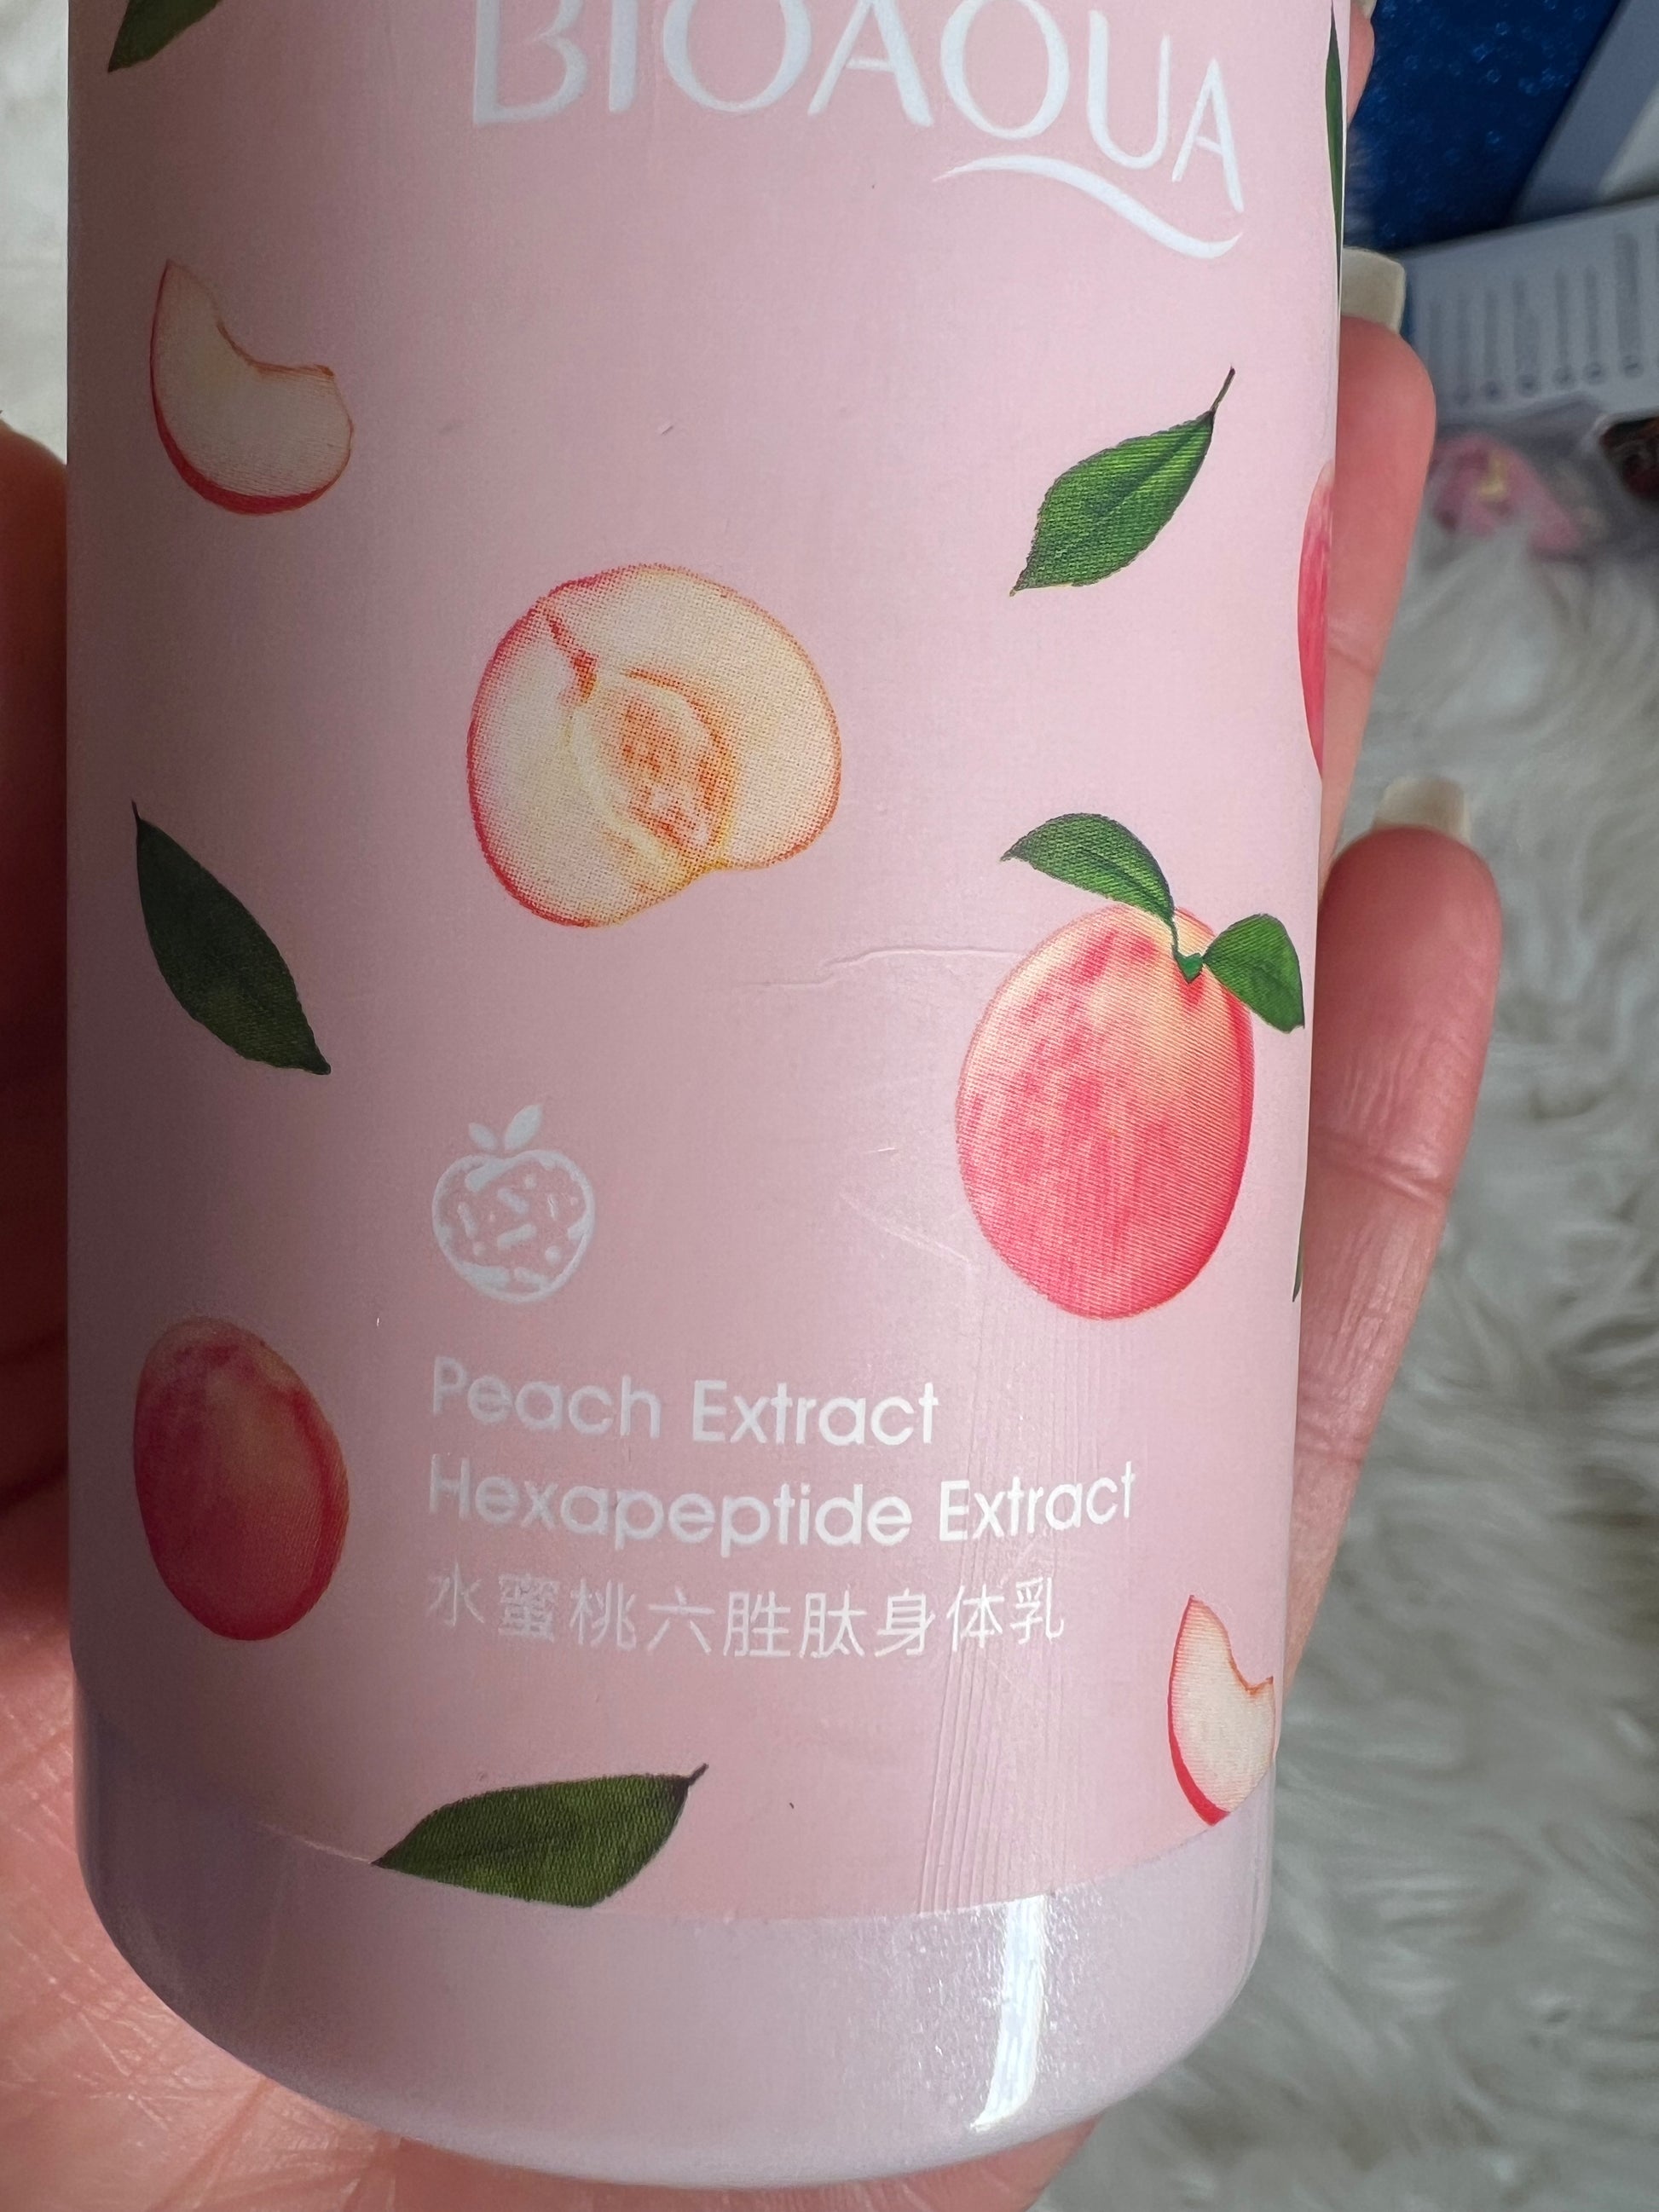 BIOAQUA
Peach Extract
Hexapeptide Extract
水蜜桃六胜肽身体乳